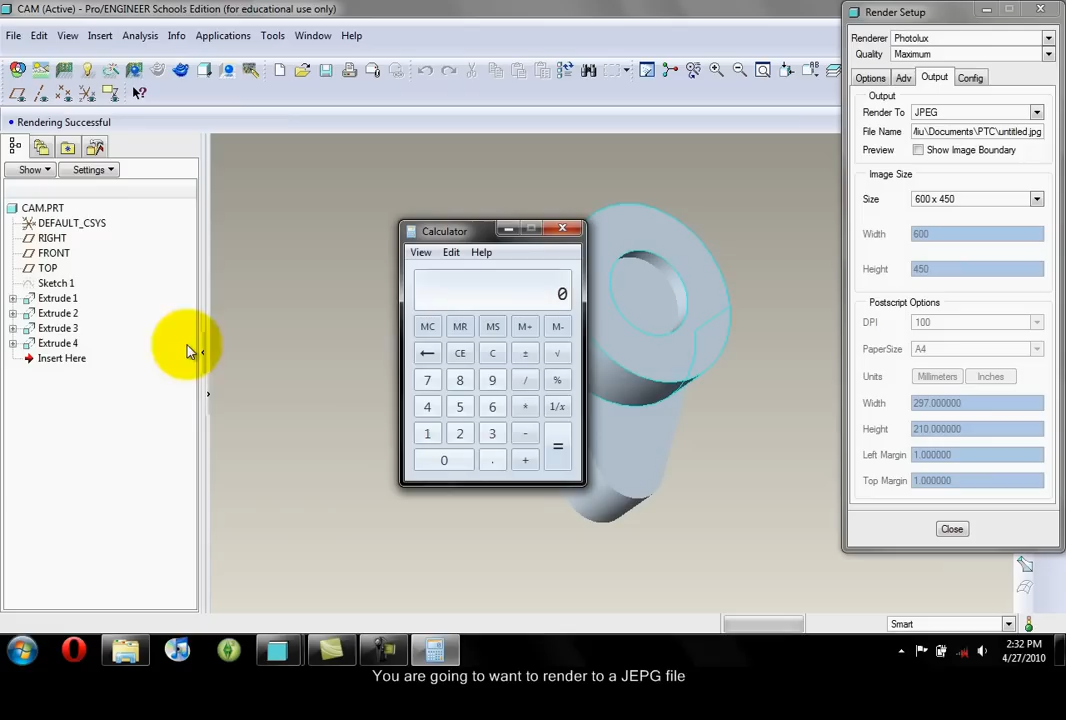 CAM (Active) - Pro/ENGINEER Schools Edition (for educational use only)
File Edit View Insert Analysis Info Applications Tools Window Help
Rendering Successful
Show Settings
CAM.PRT
DEFAULT_CSYS
RIGHT
FRONT
TOP
Sketch 1
Extrude 1
Extrude 2
Extrude 3
Extrude 4
Insert Here
Calculator
View Edit Help
0
MC MR MS M+ M-
← CE C ± √
7 8 9 / %
4 5 6 * 1/x
1 2 3 - =
0 . +
Render Setup
Renderer Photolux
Quality Maximum
Options Adv Output Config
Output
Render To JPEG
File Name /liu\Documents\PTC\untitled.jpg
Preview Show Image Boundary
Image Size
Size 600 x 450
Width 600
Height 450
Postscript Options
DPI 100
PaperSize A4
Units Millimeters Inches
Width 297.000000
Height 210.000000
Left Margin 1.000000
Top Margin 1.000000
Close
Smart
2:32 PM
4/27/2010
You are going to want to render to a JEPG file